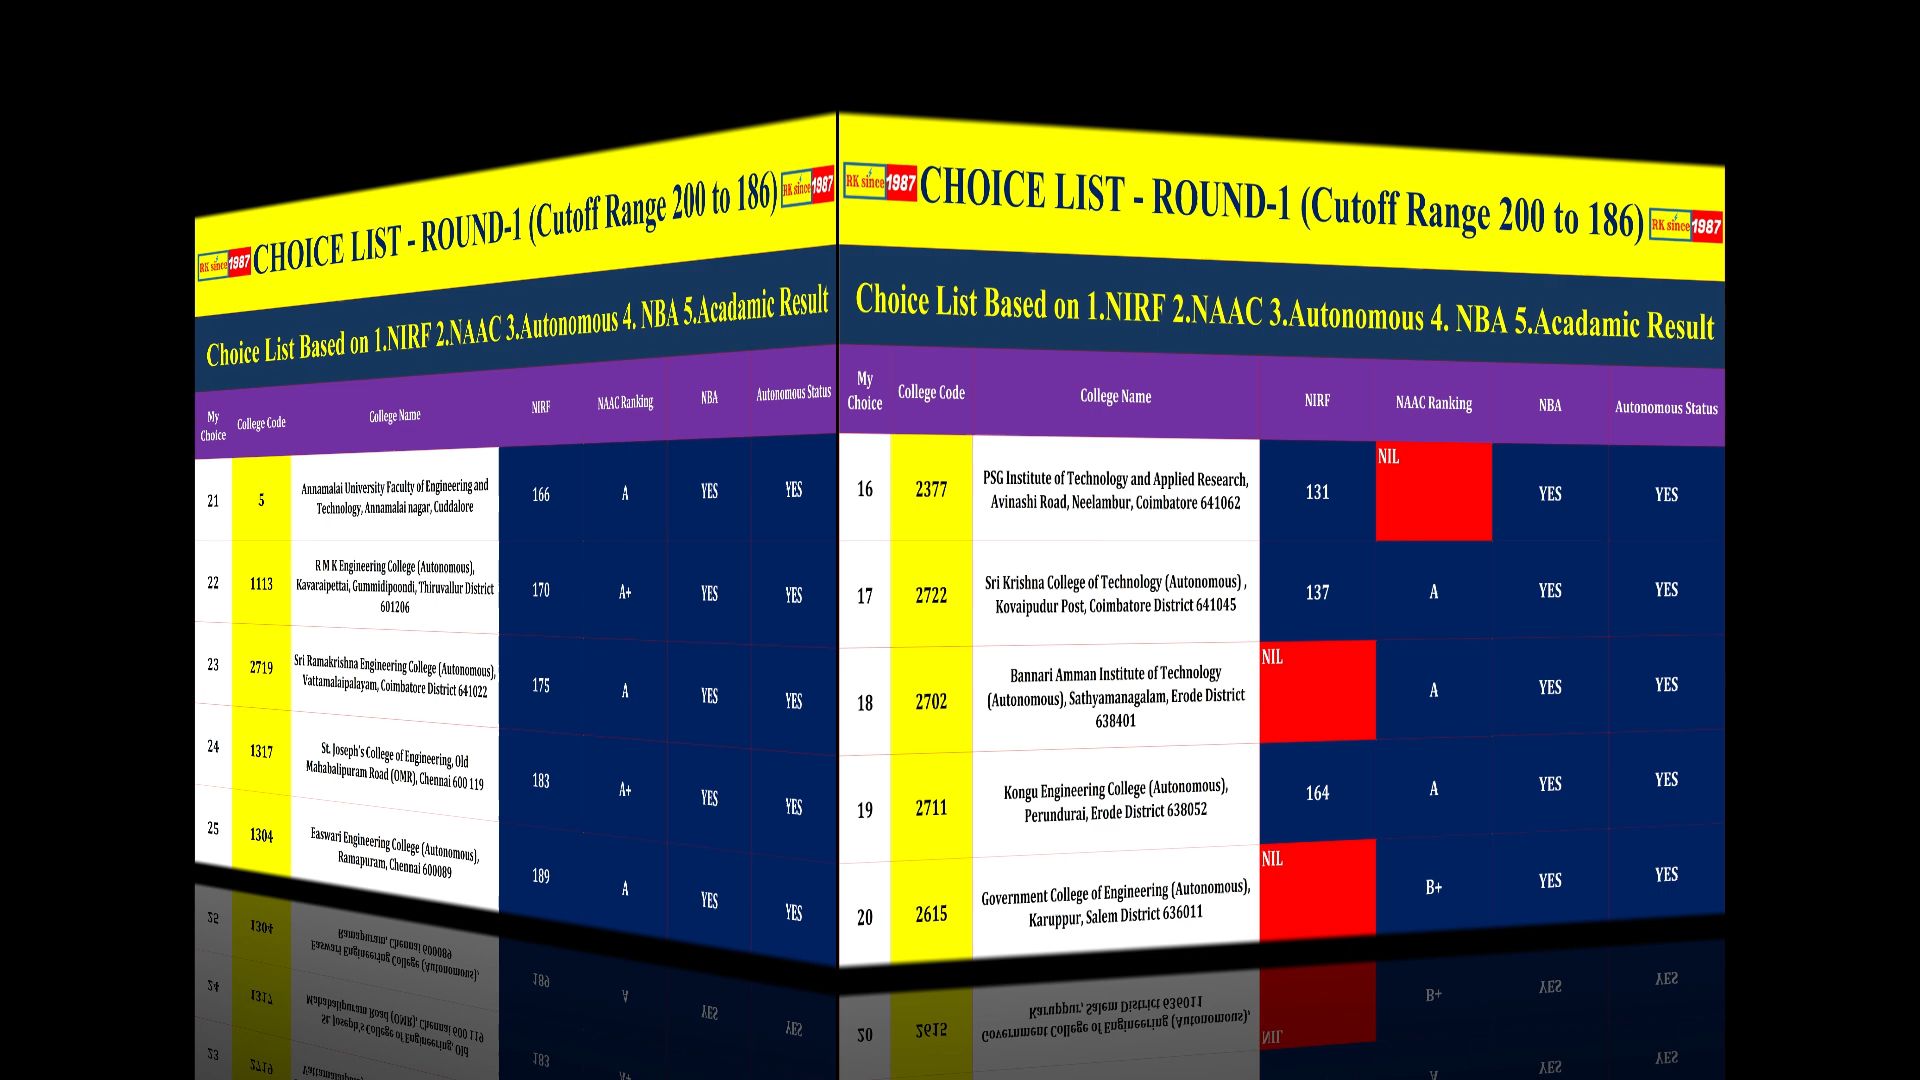 RK since 1987
CHOICE LIST - ROUND-1 (Cutoff Range 200 to 186)
RK since 1987
Choice List Based on 1.NIRF 2.NAAC 3.Autonomous 4. NBA 5.Acadamic Result
My Choice College Code College Name NIRF NAAC Ranking NBA Autonomous Status
21 5 Annamalai University Faculty of Engineering and
Technology, Annamalai nagar, Cuddalore 166 A YES YES
22 1113 R M K Engineering College (Autonomous),
Kavaraipettai, Gummidipoondi, Thiruvallur District
601206 170 A+ YES YES
23 2719 Sri Ramakrishna Engineering College (Autonomous),
Vattamalaipalayam, Coimbatore District 641022 175 A YES YES
24 1317 St. Joseph's College of Engineering, Old
Mahabalipuram Road (OMR), Chennai 600 119 183 A+ YES YES
25 1304 Easwari Engineering College (Autonomous),
Ramapuram, Chennai 600089 189 A YES YES
RK since 1987
CHOICE LIST - ROUND-1 (Cutoff Range 200 to 186)
RK since 1987
Choice List Based on 1.NIRF 2.NAAC 3.Autonomous 4. NBA 5.Acadamic Result
My Choice College Code College Name NIRF NAAC Ranking NBA Autonomous Status
16 2377 PSG Institute of Technology and Applied Research,
Avinashi Road, Neelambur, Coimbatore 641062 131 NIL YES YES
17 2722 Sri Krishna College of Technology (Autonomous) ,
Kovaipudur Post, Coimbatore District 641045 137 A YES YES
18 2702 Bannari Amman Institute of Technology
(Autonomous), Sathyamanagalam, Erode District
638401 NIL A YES YES
19 2711 Kongu Engineering College (Autonomous),
Perundurai, Erode District 638052 164 A YES YES
20 2615 Government College of Engineering (Autonomous),
Karuppur, Salem District 636011 NIL B+ YES YES